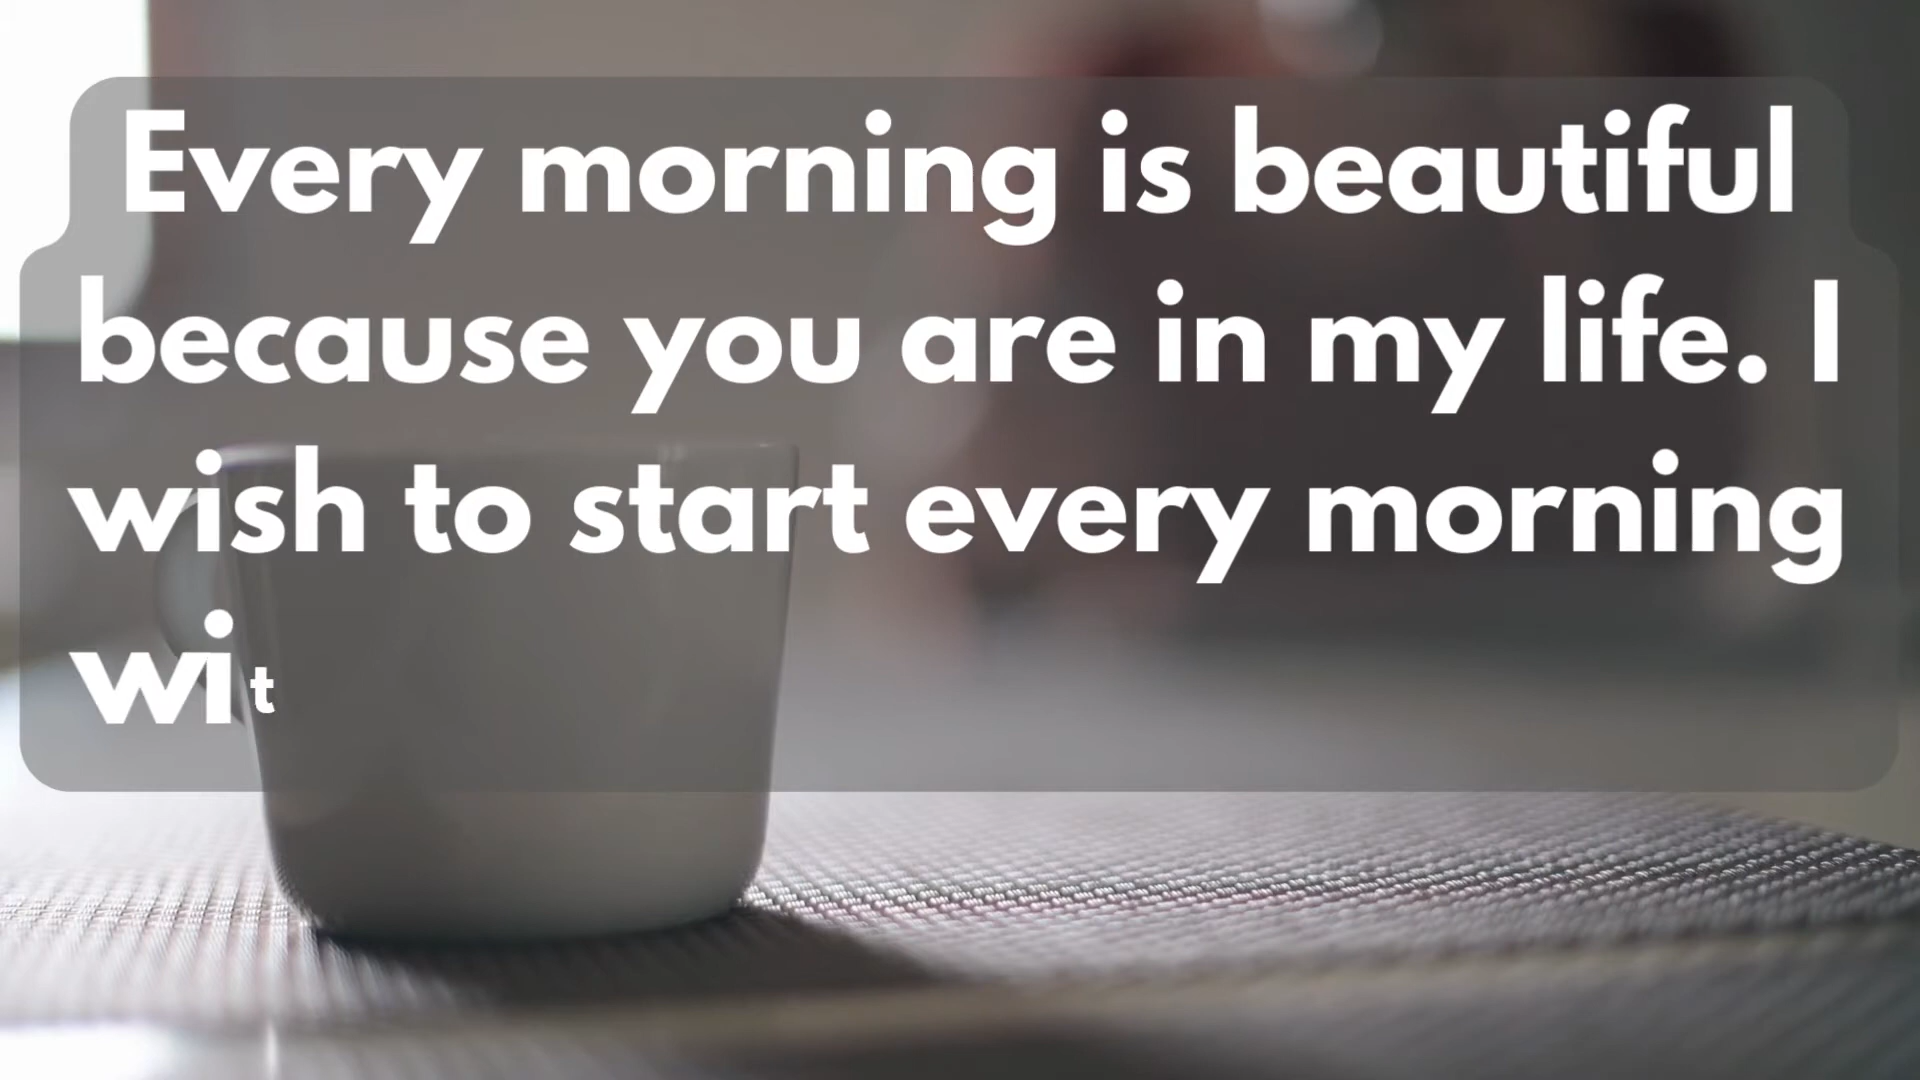 Every morning is beautiful
because you are in my life. I
wish to start every morning
wit